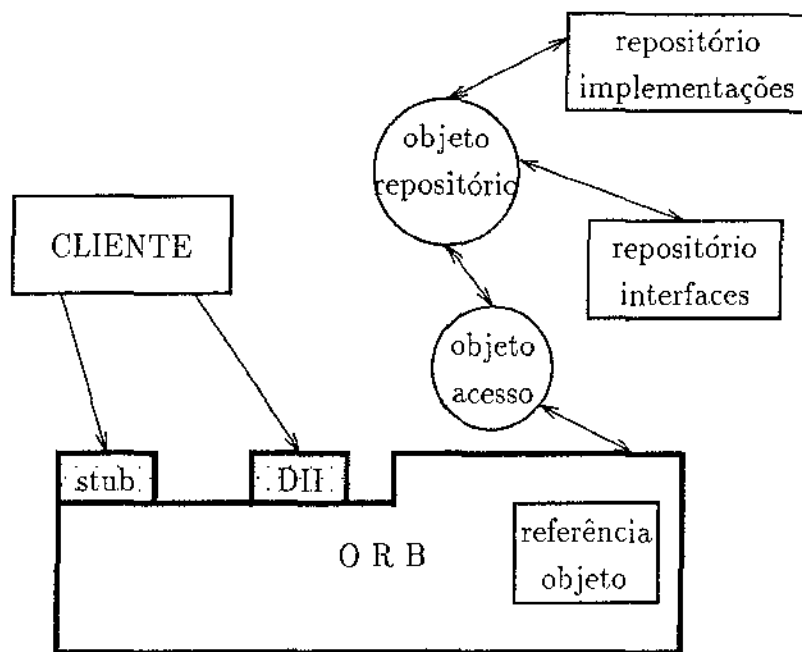 repositório
implementações
objeto
repositório
CLIENTE
repositório
interfaces
objeto
acesso
stub
DII
O R B
referência
objeto